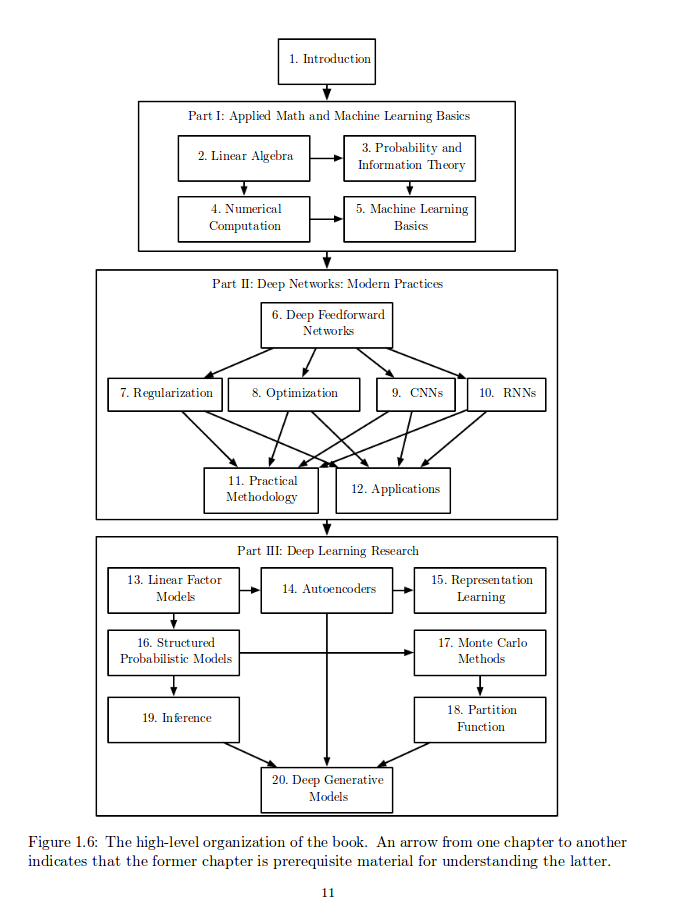 1. Introduction
Part I: Applied Math and Machine Learning Basics
2. Linear Algebra
3. Probability and
Information Theory
4. Numerical
Computation
5. Machine Learning
Basics
Part II: Deep Networks: Modern Practices
6. Deep Feedforward
Networks
7. Regularization
8. Optimization
9. CNNs
10. RNNs
11. Practical
Methodology
12. Applications
Part III: Deep Learning Research
13. Linear Factor
Models
14. Autoencoders
15. Representation
Learning
16. Structured
Probabilistic Models
17. Monte Carlo
Methods
19. Inference
18. Partition
Function
20. Deep Generative
Models
Figure 1.6: The high-level organization of the book. An arrow from one chapter to another
indicates that the former chapter is prerequisite material for understanding the latter.
11